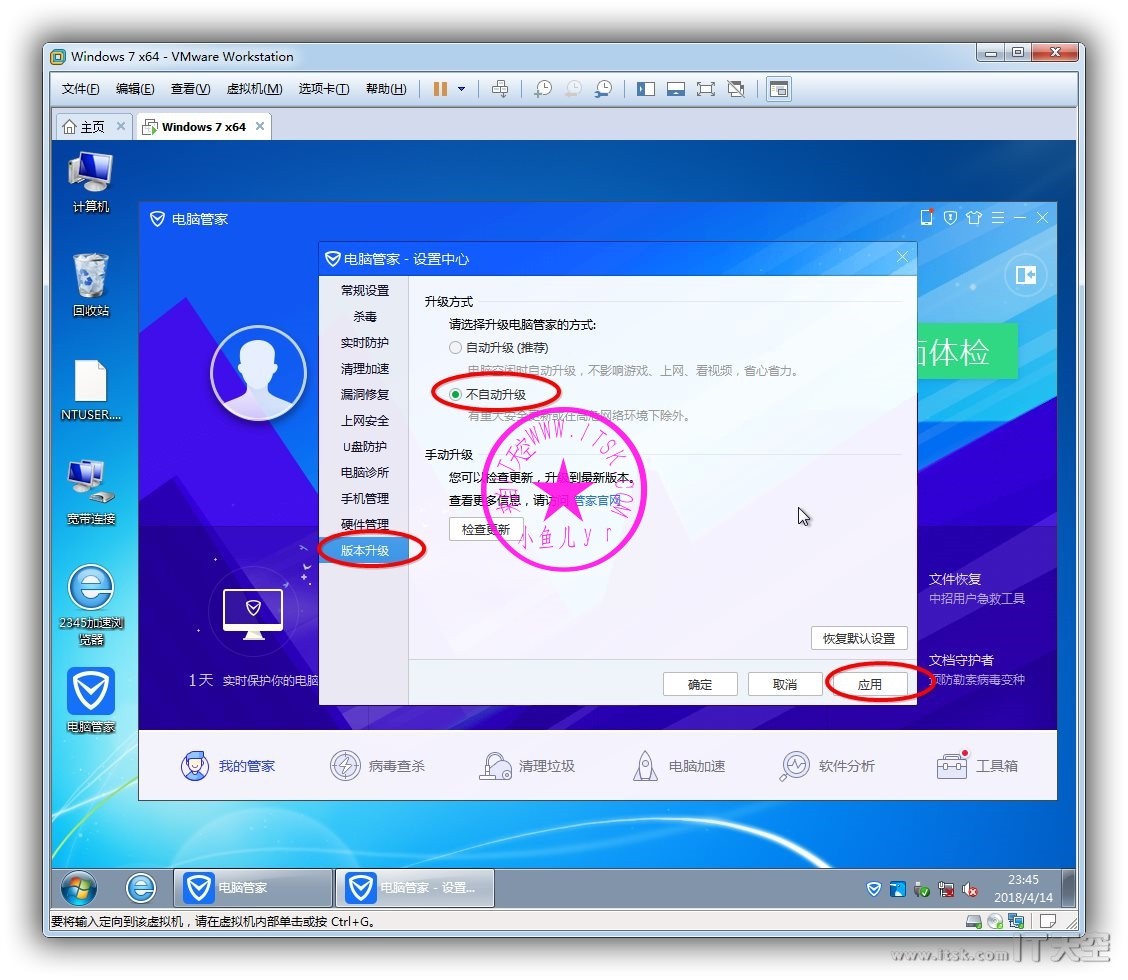 Windows 7 x64 - VMware Workstation
文件(F) 编辑(E) 查看(V) 虚拟机(M) 选项卡(T) 帮助(H)
主页 Windows 7 x64
计算机
回收站
NTUSER....
宽带连接
2345加速浏
览器
电脑管家
电脑管家
体检
电脑管家 - 设置中心
常规设置
杀毒
实时防护
清理加速
漏洞修复
上网安全
U盘防护
电脑诊所
手机管理
硬件管理
版本升级
升级方式
请选择升级电脑管家的方式:
自动升级 (推荐)
电脑空闲时自动升级，不影响游戏、上网、看视频，省心省力。
不自动升级
有重大安全更新或在高危网络环境下除外。
手动升级
您可以检查更新，升级到最新版本。
查看更多信息，请访问 管家官网
检查更新
WWW.ITSK.COM
小鱼儿yr
恢复默认设置
确定 取消 应用
1天 实时保护你的电脑
文件恢复
中招用户急救工具
文档守护者
预防勒索病毒变种
我的管家 病毒查杀 清理垃圾 电脑加速 软件分析 工具箱
电脑管家 电脑管家 - 设置...
23:45
2018/4/14
要将输入定向到该虚拟机，请在虚拟机内部单击或按 Ctrl+G。
www.itsk.com IT天空